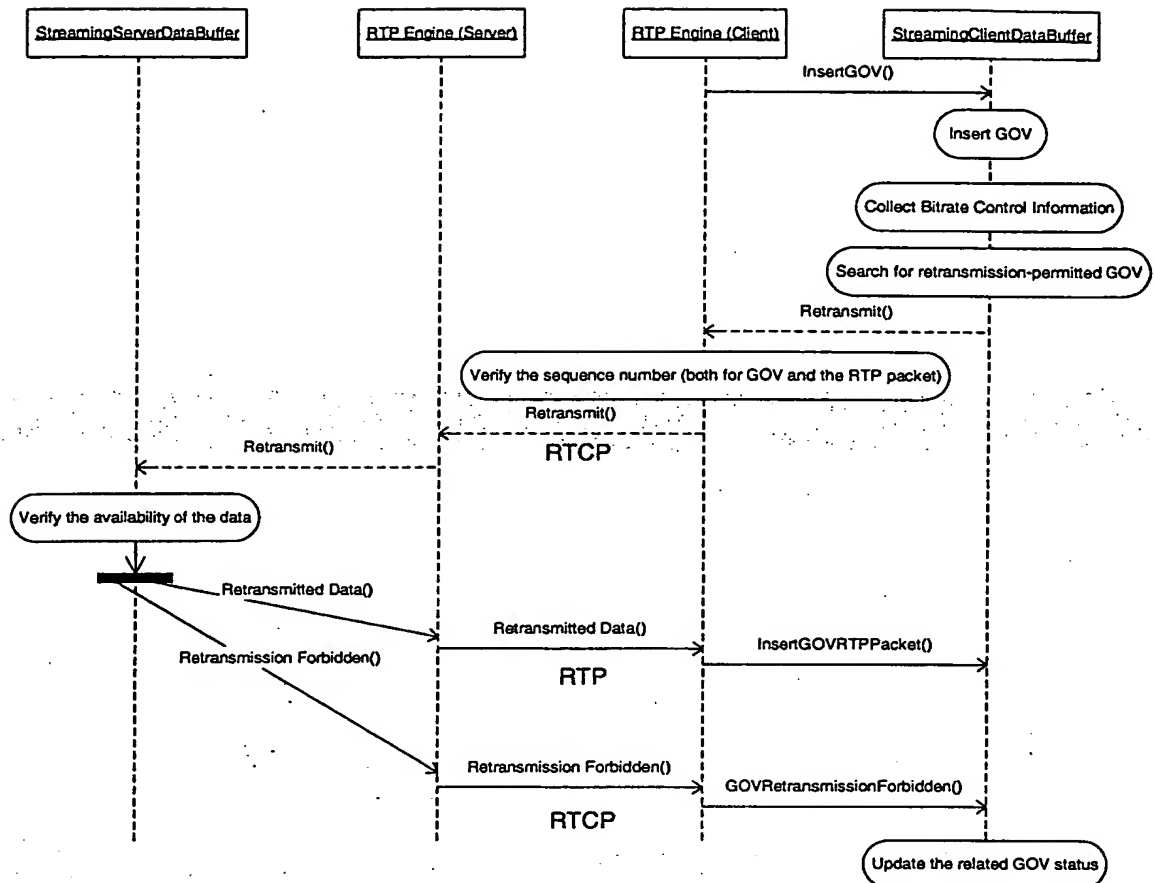 StreamingServerDataBuffer
RTP Engine (Server)
RTP Engine (Client)
StreamingClientDataBuffer
InsertGOV()
Insert GOV
Collect Bitrate Control Information
Search for retransmission-permitted GOV
Retransmit()
Verify the sequence number (both for GOV and the RTP packet)
Retransmit()
RTCP
Retransmit()
Verify the availability of the data
Retransmitted Data()
Retransmitted Data()
InsertGOVRTPPacket()
RTP
Retransmission Forbidden()
Retransmission Forbidden()
GOVRetransmissionForbidden()
RTCP
Update the related GOV status